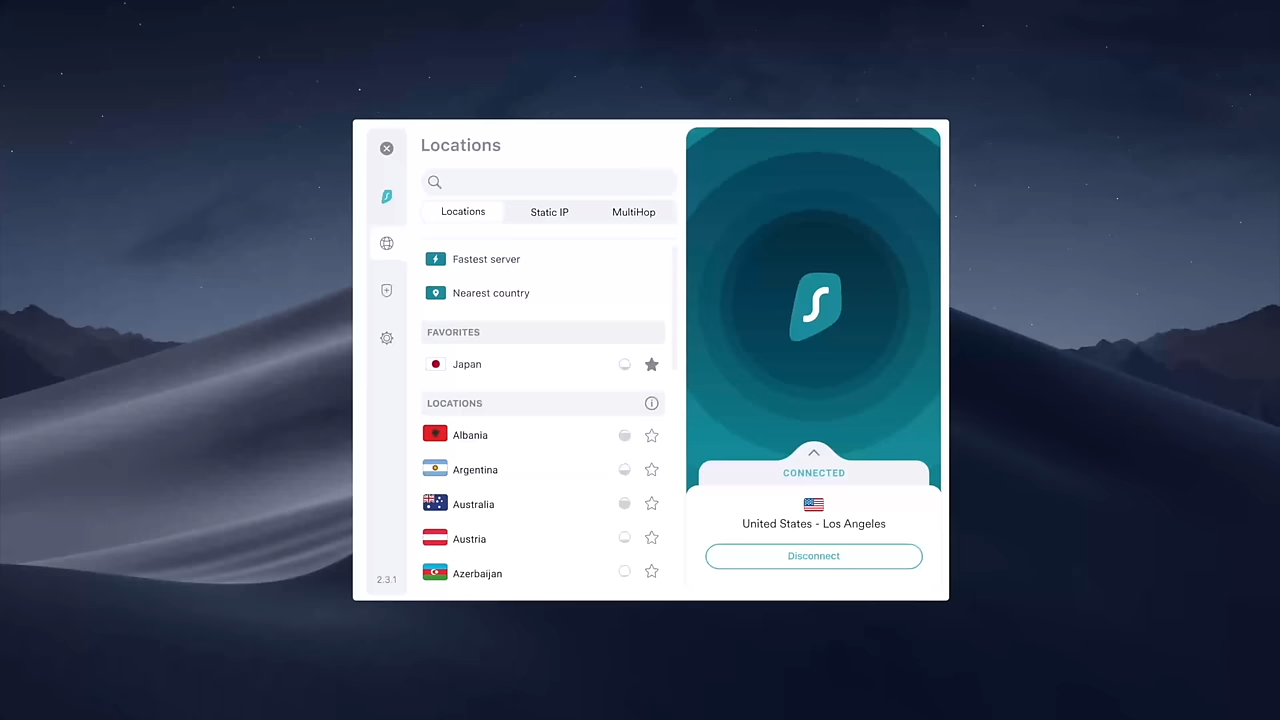 Locations
Locations
Static IP
MultiHop
Fastest server
Nearest country
FAVORITES
Japan
LOCATIONS
Albania
Argentina
Australia
Austria
Azerbaijan
2.3.1
CONNECTED
United States - Los Angeles
Disconnect